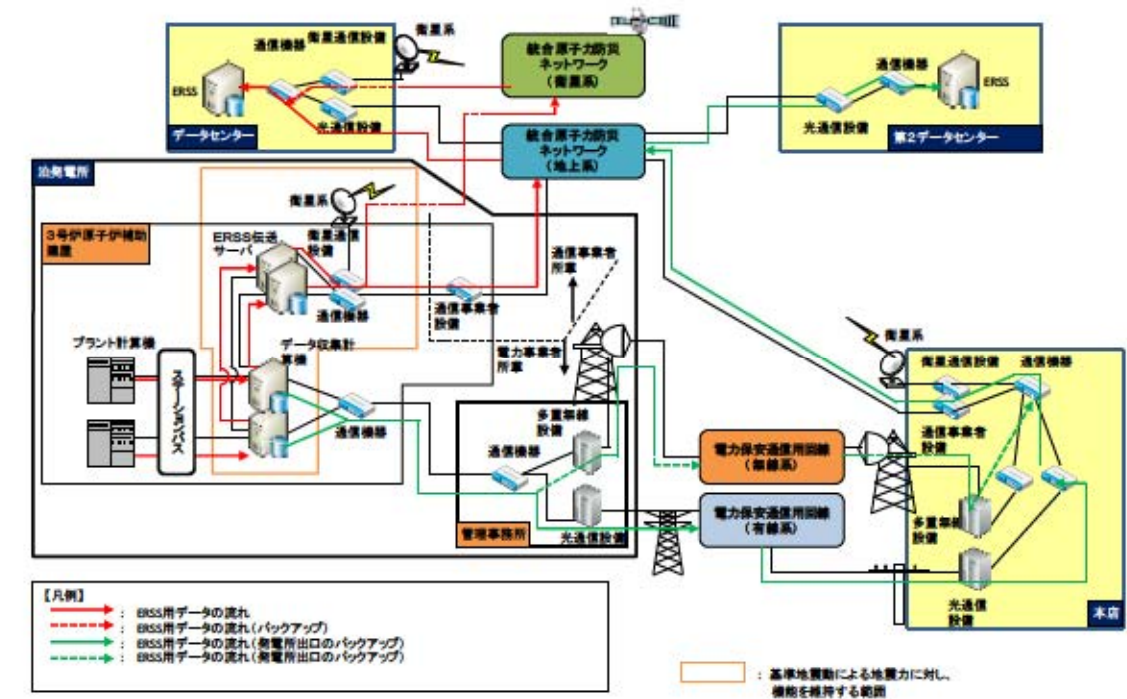 通信機器
衛星通信設備
衛星系
ERSS
光通信設備
データセンター
統合原子力防災
ネットワーク
(衛星系)
統合原子力防災
ネットワーク
(地上系)
通信機器
ERSS
光通信設備
第2データセンター
泊発電所
3号炉原子炉補助
建屋
衛星系
ERSS伝送
サーバ
衛星通信
設備
通信機器
通信事業者
設備
通信事業者
所掌
電力事業者
所掌
プラント計算機
ステーションバス
データ収集計
算機
通信機器
通信機器
多重無線
設備
光通信設備
管理事務所
電力保安通信用回線
(無線系)
電力保安通信用回線
(有線系)
衛星系
衛星通信設備
通信機器
通信事業者
設備
多重無線
設備
光通信
設備
本店
【凡例】
: ERSS用データの流れ
: ERSS用データの流れ(バックアップ)
: ERSS用データの流れ(発電所出口のバックアップ)
: ERSS用データの流れ(発電所出口のバックアップ)
: 基準地震動による地震力に対し、
機能を維持する範囲